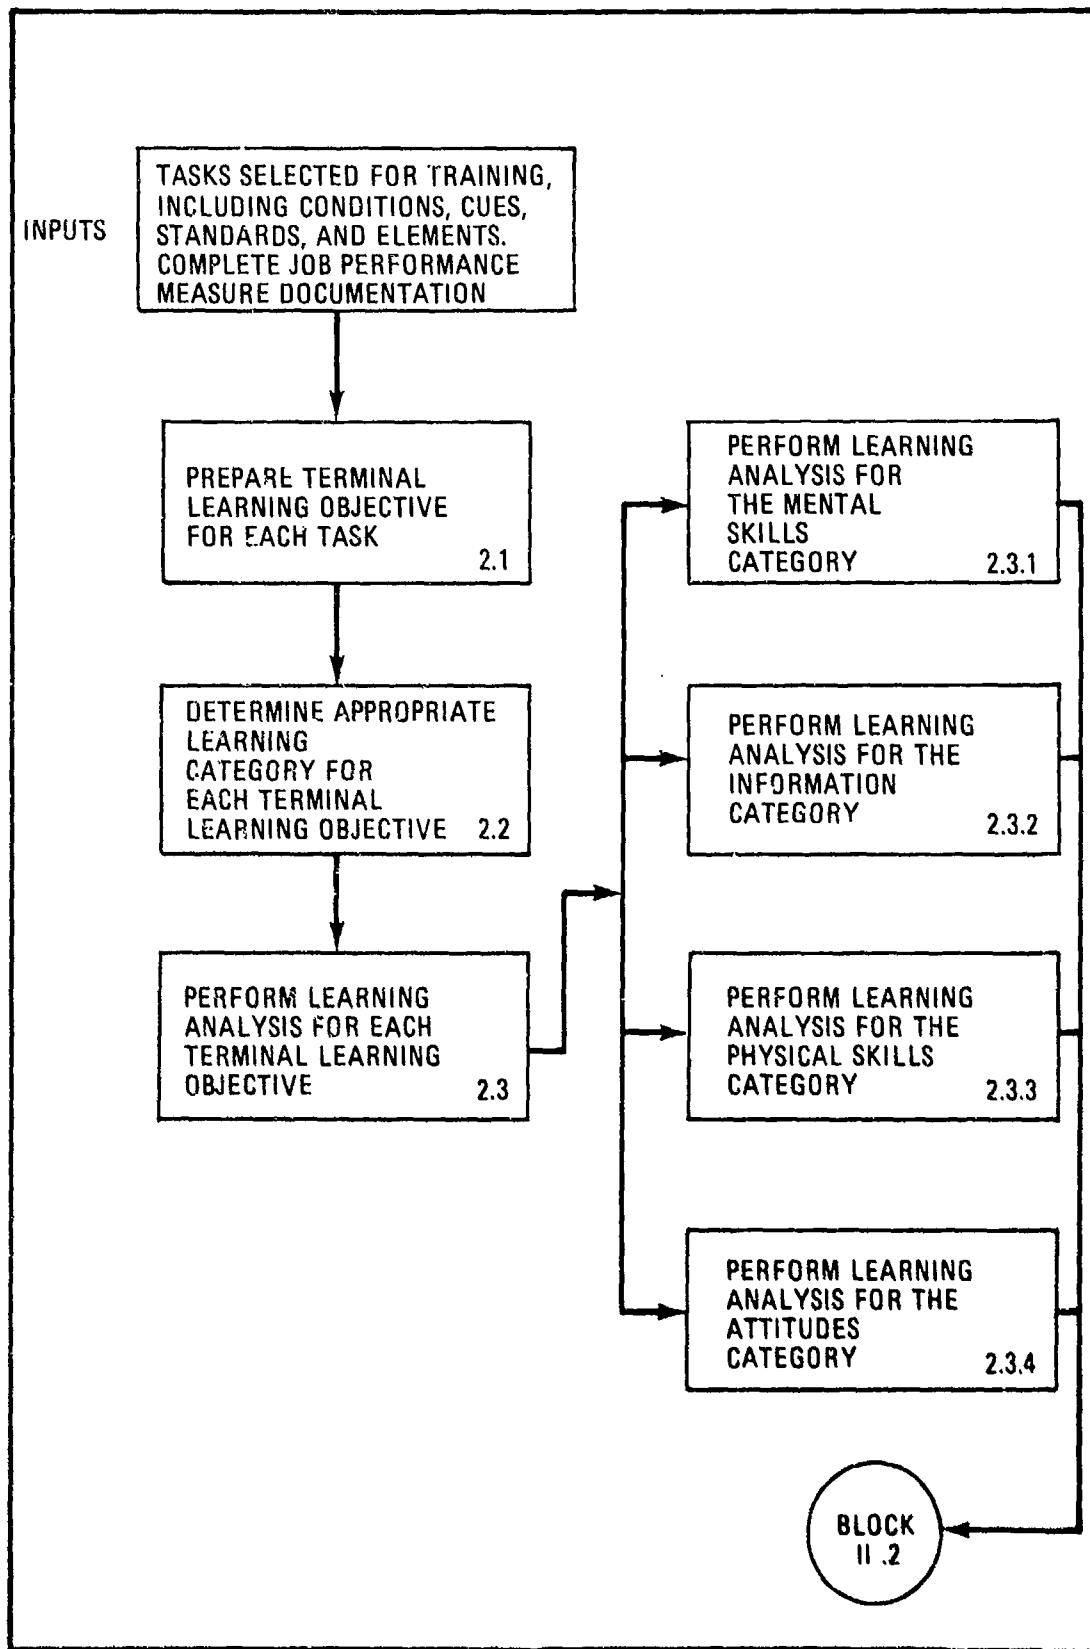 INPUTS
TASKS SELECTED FOR TRAINING,
INCLUDING CONDITIONS, CUES,
STANDARDS, AND ELEMENTS.
COMPLETE JOB PERFORMANCE
MEASURE DOCUMENTATION
PREPARE TERMINAL
LEARNING OBJECTIVE
FOR EACH TASK
2.1
DETERMINE APPROPRIATE
LEARNING
CATEGORY FOR
EACH TERMINAL
LEARNING OBJECTIVE 2.2
PERFORM LEARNING
ANALYSIS FOR EACH
TERMINAL LEARNING
OBJECTIVE 2.3
PERFORM LEARNING
ANALYSIS FOR
THE MENTAL
SKILLS
CATEGORY 2.3.1
PERFORM LEARNING
ANALYSIS FOR THE
INFORMATION
CATEGORY 2.3.2
PERFORM LEARNING
ANALYSIS FOR THE
PHYSICAL SKILLS
CATEGORY 2.3.3
PERFORM LEARNING
ANALYSIS FOR THE
ATTITUDES
CATEGORY 2.3.4
BLOCK
II .2